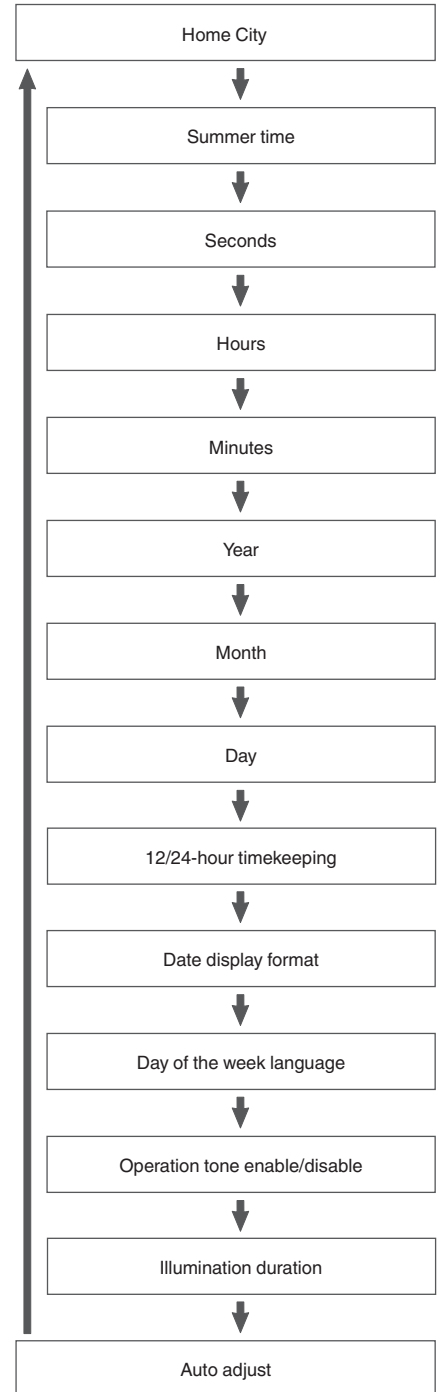 Home City
Summer time
Seconds
Hours
Minutes
Year
Month
Day
12/24-hour timekeeping
Date display format
Day of the week language
Operation tone enable/disable
Illumination duration
Auto adjust